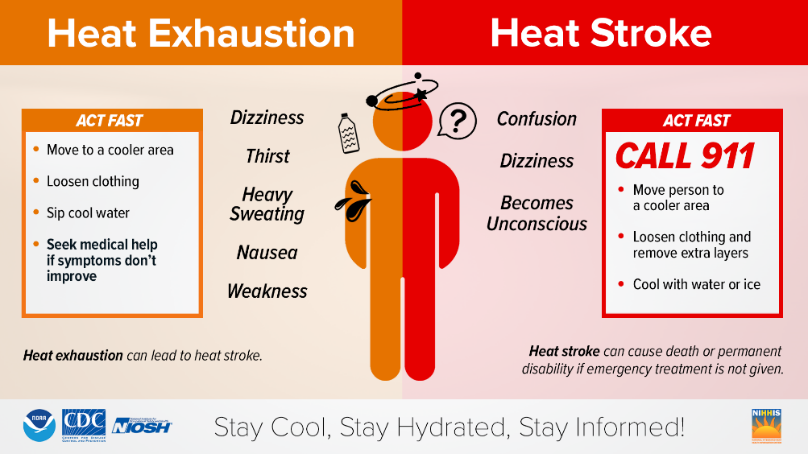 Heat Exhaustion
Heat Stroke
ACT FAST
Move to a cooler area
Loosen clothing
Sip cool water
Seek medical help
if symptoms don't
improve
Dizziness
Thirst
Heavy
Sweating
Nausea
Weakness
?
Confusion
Dizziness
Becomes
Unconscious
ACT FAST
CALL 911
Move person to
a cooler area
Loosen clothing and
remove extra layers
Cool with water or ice
Heat exhaustion can lead to heat stroke.
Heat stroke can cause death or permanent
disability if emergency treatment is not given.
NOAA
CDC
NIOSH
Stay Cool, Stay Hydrated, Stay Informed!
NIHHIS